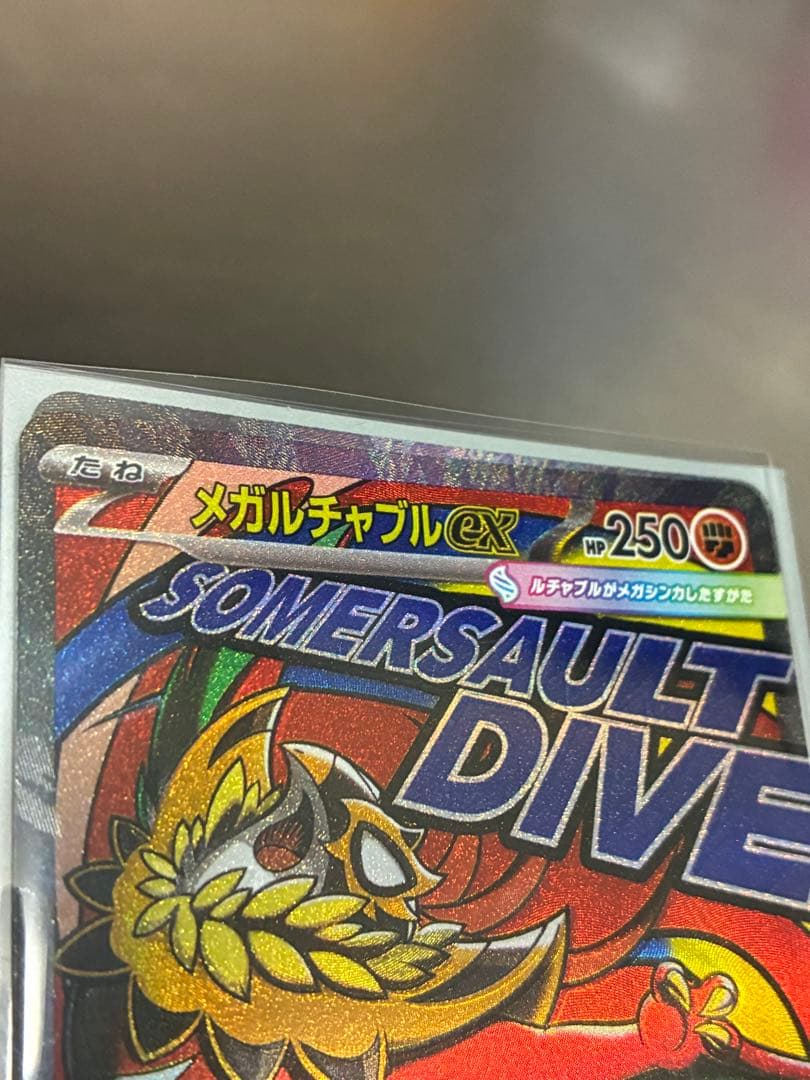 たね
メガルチャブルex
HP250
ルチャブルがメガシンカしたすがた
SOMERSAULT
DIVE